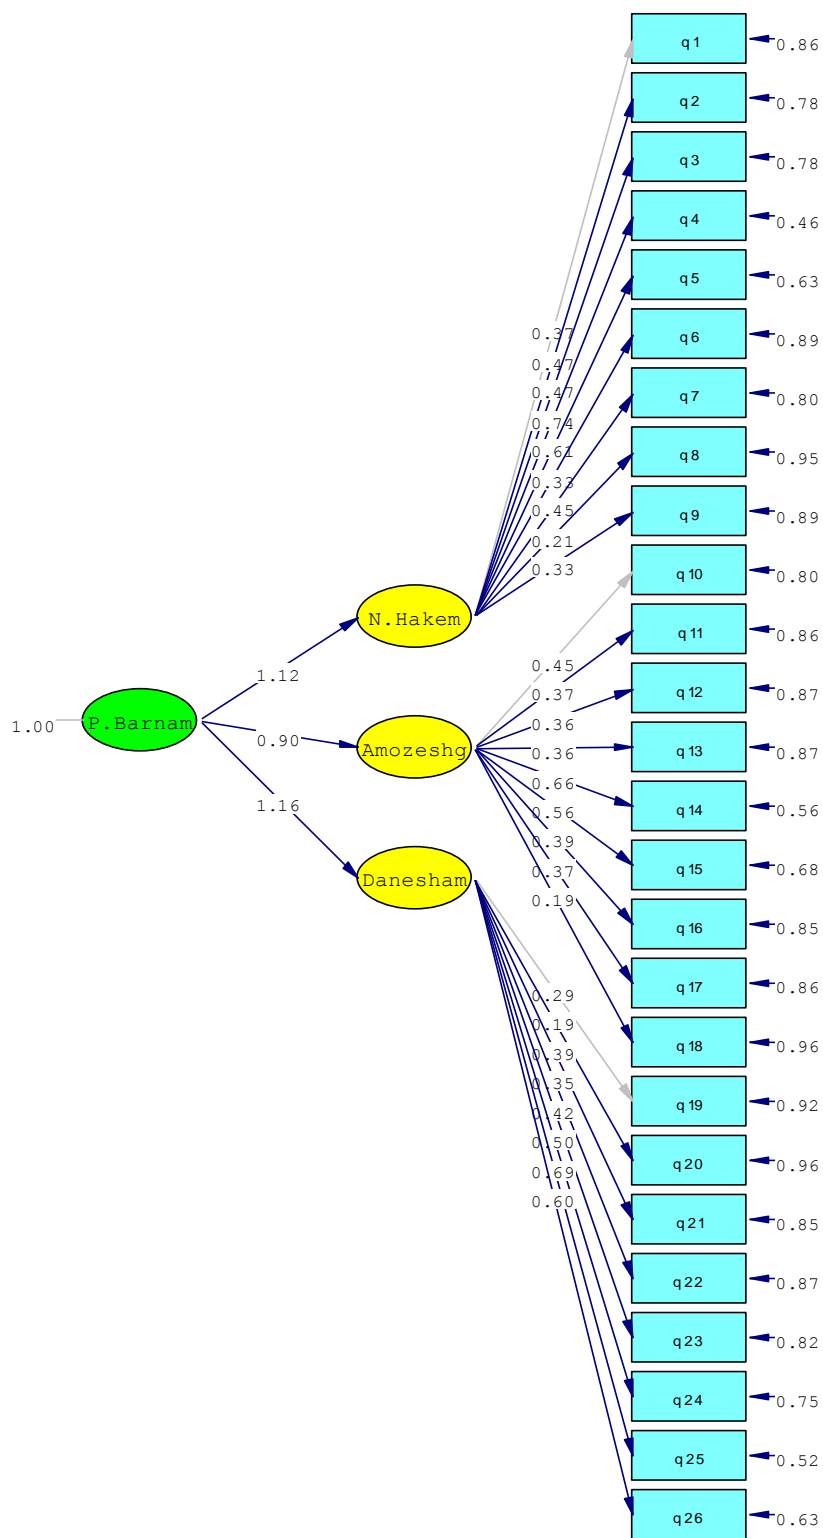 q1 0.86
q2 0.78
q3 0.78
q4 0.46
q5 0.63
q6 0.89
q7 0.80
q8 0.95
q9 0.89
q10 0.80
q11 0.86
q12 0.87
q13 0.87
q14 0.56
q15 0.68
q16 0.85
q17 0.86
q18 0.96
q19 0.92
q20 0.96
q21 0.85
q22 0.87
q23 0.82
q24 0.75
q25 0.52
q26 0.63
0.37
0.47
0.47
0.74
0.61
0.33
0.45
0.21
0.33
0.45
0.37
0.36
0.36
0.66
0.56
0.39
0.37
0.19
0.29
0.19
0.39
0.35
0.42
0.50
0.69
0.60
N.Hakem
Amozeshg
Danesham
1.12
0.90
1.16
1.00
P.Barnam